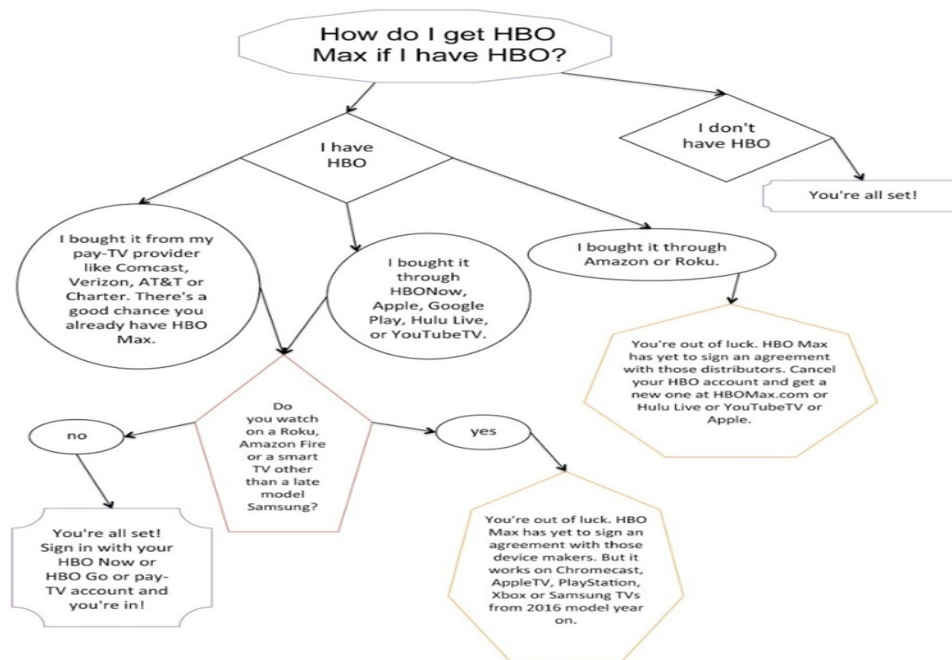 How do I get HBO
Max if I have HBO?
I have
HBO
I don't
have HBO
You're all set!
I bought it from my
pay-TV provider
like Comcast,
Verizon, AT&T or
Charter. There's a
good chance you
already have HBO
Max.
I bought it
through
HBONow,
Apple, Google
Play, Hulu Live,
or YouTubeTV.
I bought it through
Amazon or Roku.
You're out of luck. HBO Max
has yet to sign an agreement
with those distributors. Cancel
your HBO account and get a
new one at HBOMax.com or
Hulu Live or YouTubeTV or
Apple.
Do
you watch
on a Roku,
Amazon Fire
or a smart
TV other
than a late
model
Samsung?
no
yes
You're all set!
Sign in with your
HBO Now or
HBO Go or pay-
TV account and
you're in!
You're out of luck. HBO
Max has yet to sign an
agreement with those
device makers. But it
works on Chromecast,
AppleTV, PlayStation,
Xbox or Samsung TVs
from 2016 model year
on.